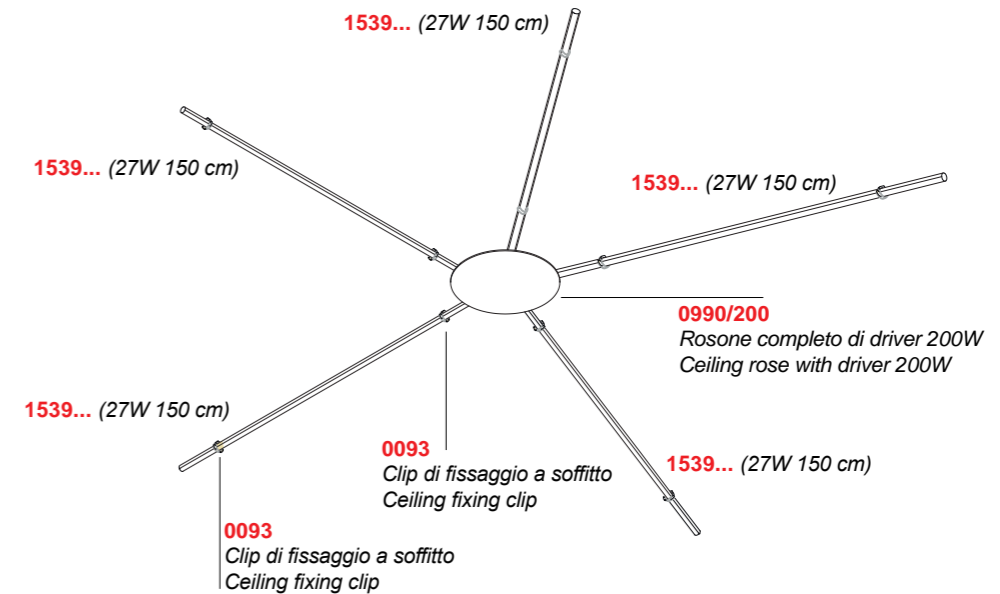 1539... (27W 150 cm)
1539... (27W 150 cm)
1539... (27W 150 cm)
0990/200
Rosone completo di driver 200W
Ceiling rose with driver 200W
1539... (27W 150 cm)
0093
Clip di fissaggio a soffitto
Ceiling fixing clip
1539... (27W 150 cm)
0093
Clip di fissaggio a soffitto
Ceiling fixing clip